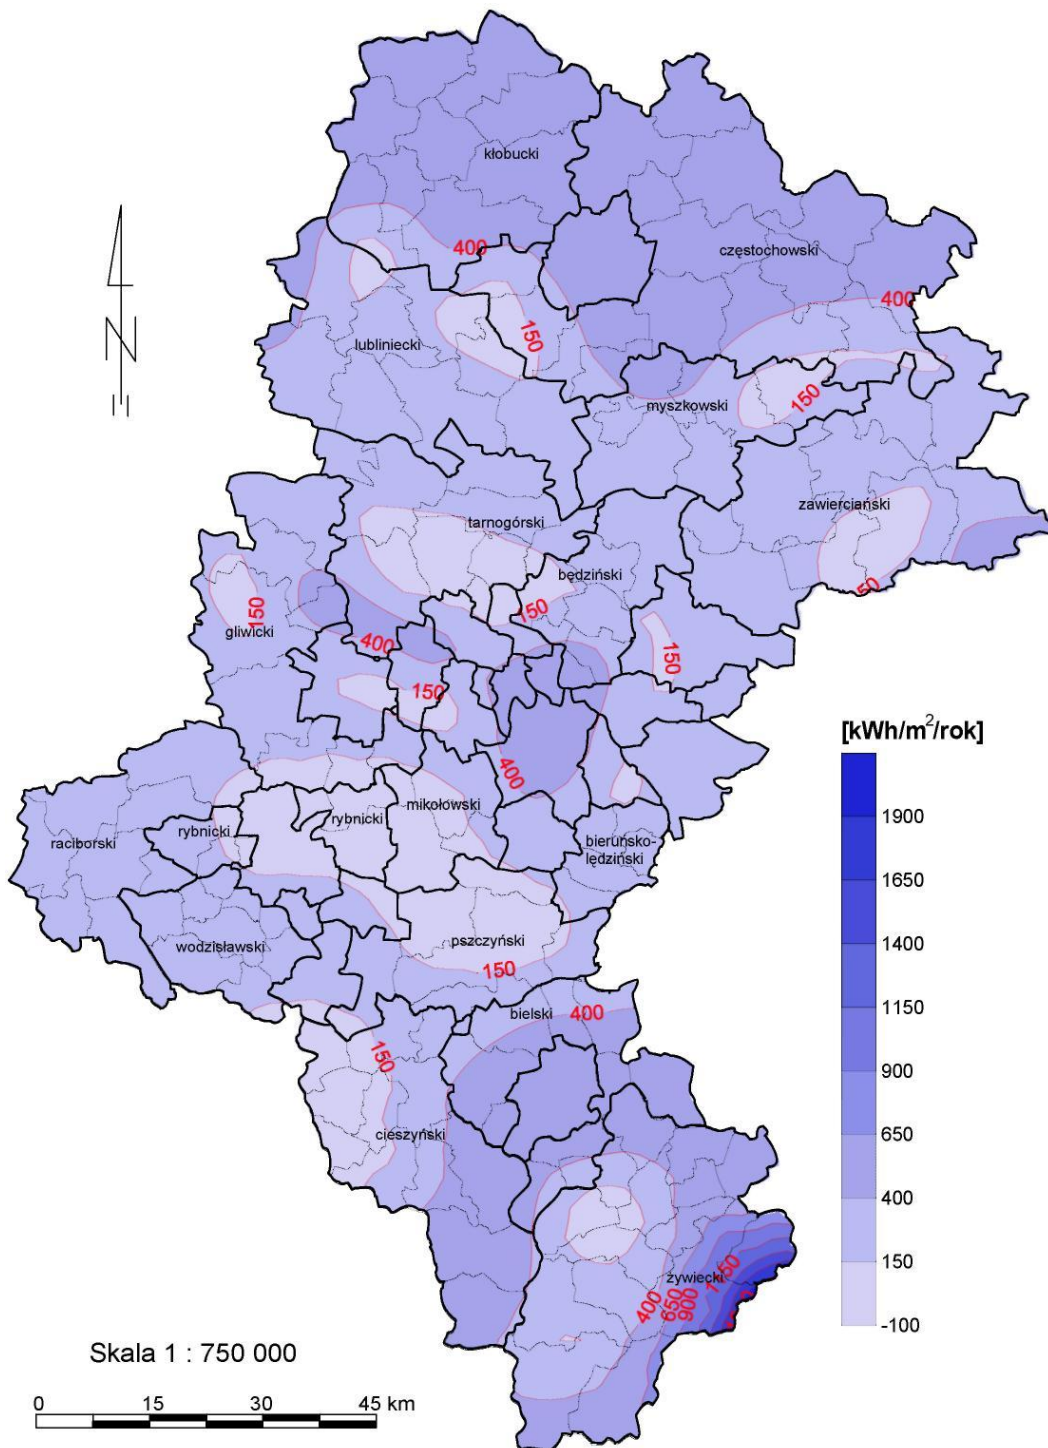 kłobucki
400
częstochowski
400
150
lubliniecki
myszkowski
150
zawierciański
tarnogórski
będziński
150
150
150
gliwicki
400
150
150
[kWh/m²/rok]
400
mikołowski
rybnicki
rybnicki
raciborski
bieruńsko-
lędziński
1900
1650
1400
1150
900
650
400
150
-100
wodzisławski
pszczyński
150
bielski
400
150
cieszyński
żywiecki
400
650
900
1150
N
Skala 1 : 750 000
0 15 30 45 km